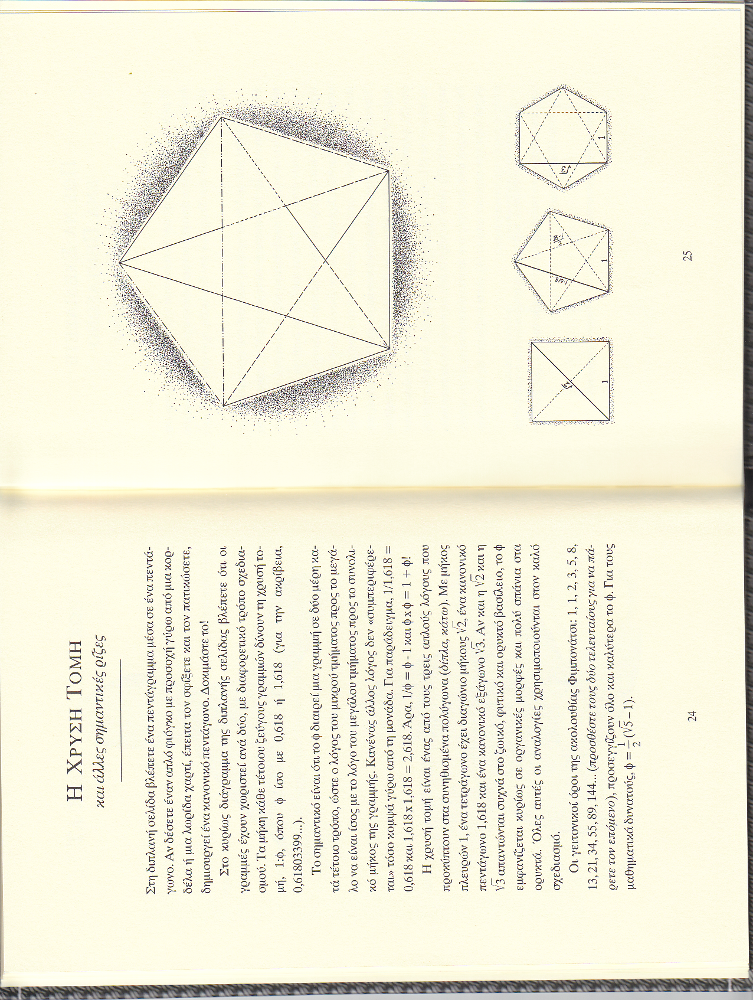 Η ΧΡΥΣΗ ΤΟΜΗ
και άλλες σημαντικές ρίζες
Στη διπλανή σελίδα βλέπετε ένα πεντάγραμμα μέσα σε ένα πεντά-
γωνο. Αν δέσετε έναν απλό φιόγκο με προσοχή γύρω από μια κορ-
δέλα ή μια λωρίδα χαρτί, έπειτα τον σφίξετε και τον πατικώσετε,
δημιουργεί ένα κανονικό πεντάγωνο. Δοκιμάστε το!
Στο κυρίως διάγραμμα της διπλανής σελίδας βλέπετε ότι οι
γραμμές έχουν χωριστεί ανά δύο, με διαφορετικό τρόπο σχεδια-
σμού. Τα μήκη κάθε τέτοιου ζεύγους γραμμών δίνουν τη χρυσή το-
μή, 1:φ, όπου φ ίσο με 0,618 ή 1,618 (για την ακρίβεια,
0,61803399...).
Το σημαντικό είναι ότι το φ διαιρεί μια γραμμή σε δύο μέρη κα-
τά τέτοιο τρόπο, ώστε ο λόγος του μικρού τμήματος προς το μεγά-
λο να είναι ίσος με το λόγο του μεγάλου τμήματος προς το συνολι-
κό μήκος της γραμμής. Κανένας άλλος λόγος δεν «συμπεριφέρε-
ται» τόσο κομψά γύρω από τη μονάδα. Για παράδειγμα, 1/1,618 =
0,618 και 1,618 x 1,618 = 2,618. Άρα, 1/φ = φ - 1 και φ x φ = 1 + φ!
Η χρυσή τομή είναι ένας από τους τρεις απλούς λόγους που
προκύπτουν στα συνηθισμένα πολύγωνα (δίπλα, κάτω). Με μήκος
πλευρών 1, ένα τετράγωνο έχει διαγώνιο μήκους √2, ένα κανονικό
πεντάγωνο 1,618 και ένα κανονικό εξάγωνο √3. Αν και η √2 και η
√3 απαντώνται συχνά στο ζωικό, φυτικό και ορυκτό βασίλειο, το φ
εμφανίζεται κυρίως σε οργανικές μορφές και πολύ σπάνια στα
ορυκτά. Όλες αυτές οι αναλογίες χρησιμοποιούνται στον καλό
σχεδιασμό.
Οι γειτονικοί όροι της ακολουθίας Φιμπονάτσι: 1, 1, 2, 3, 5, 8,
13, 21, 34, 55, 89, 144... (προσθέστε τους δύο τελευταίους για να πά-
ρετε τον επόμενο), προσεγγίζουν όλο και καλύτερα το φ. Για τους
μαθηματικά δυνατούς, φ = 1/2 (√5 – 1).
24
1
1·618
1
√3
1
25